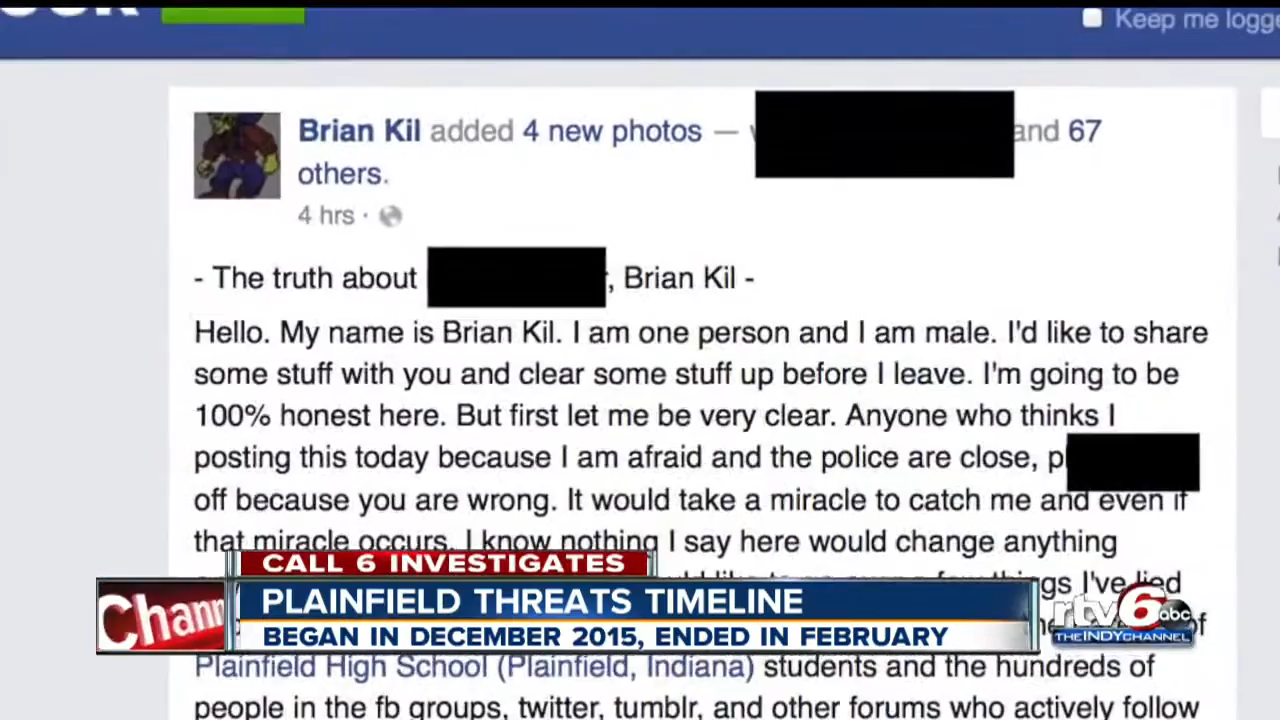 Keep me logge
Brian Kil added 4 new photos — and 67
others.
4 hrs ·
- The truth about , Brian Kil -
Hello. My name is Brian Kil. I am one person and I am male. I'd like to share
some stuff with you and clear some stuff up before I leave. I'm going to be
100% honest here. But first let me be very clear. Anyone who thinks I
posting this today because I am afraid and the police are close, p
off because you are wrong. It would take a miracle to catch me and even if
that miracle occurs, I know nothing I say here would change anything
things I've lied
of
Plainfield High School (Plainfield, Indiana) students and the hundreds of
people in the fb groups, twitter, tumblr, and other forums who actively follow
CALL 6 INVESTIGATES
Chann
PLAINFIELD THREATS TIMELINE
BEGAN IN DECEMBER 2015, ENDED IN FEBRUARY
rtv6 abc
THEINDYCHANNEL